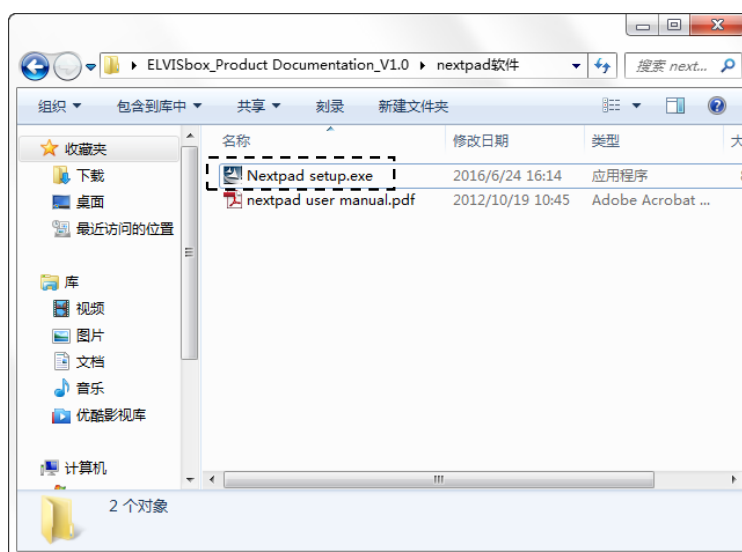 ELVISbox_Product Documentation_V1.0 nextpad软件 搜索 next...
组织 包含到库中 共享 刻录 新建文件夹
名称 修改日期 类型 大
Nextpad setup.exe 2016/6/24 16:14 应用程序
nextpad user manual.pdf 2012/10/19 10:45 Adobe Acrobat ...
收藏夹
下载
桌面
最近访问的位置
库
视频
图片
文档
音乐
优酷影视库
计算机
2 个对象